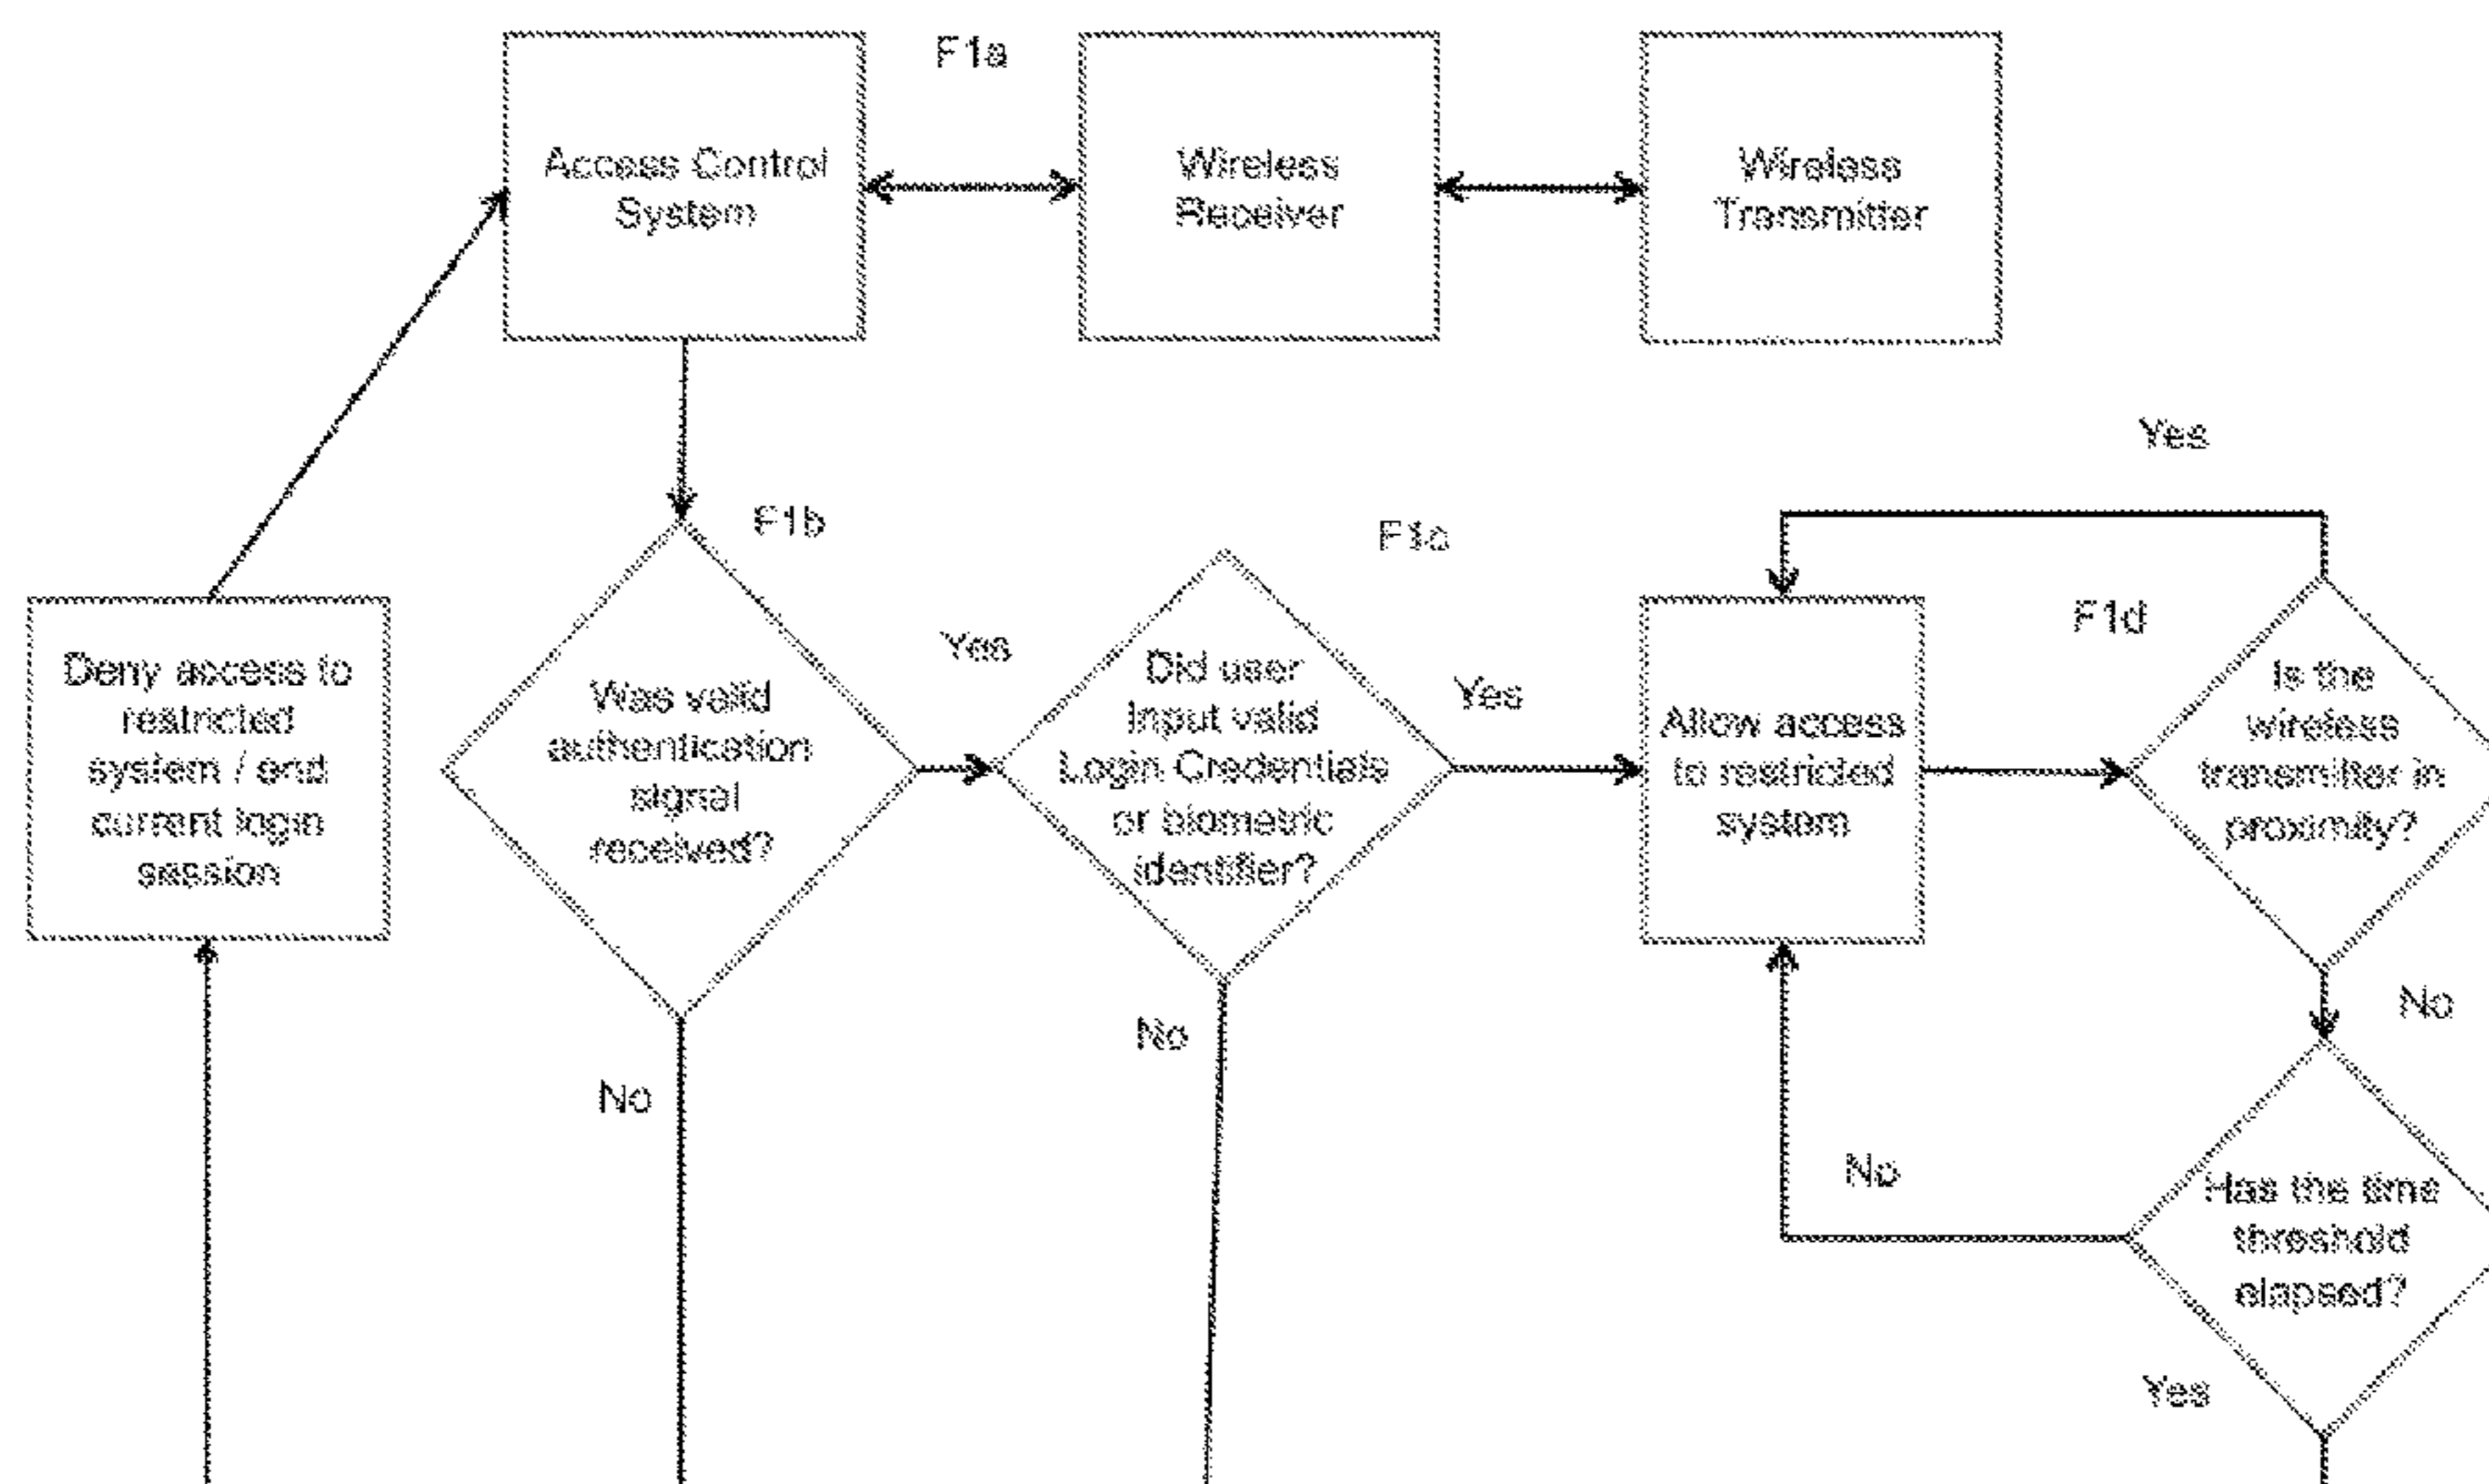 F1a
Access Control
System
Wireless
Receiver
Wireless
Transmitter
Yes
F1b
F1c
F1d
Deny access to
restricted
system / end
current login
session
Was valid
authentication
signal
received?
Yes
Did user
Input valid
Login Credentials
or biometric
identifier?
Yes
Allow access
to restricted
system
Is the
wireless
transmitter in
proximity?
No
No
No
No
Has the time
threshold
elapsed?
Yes